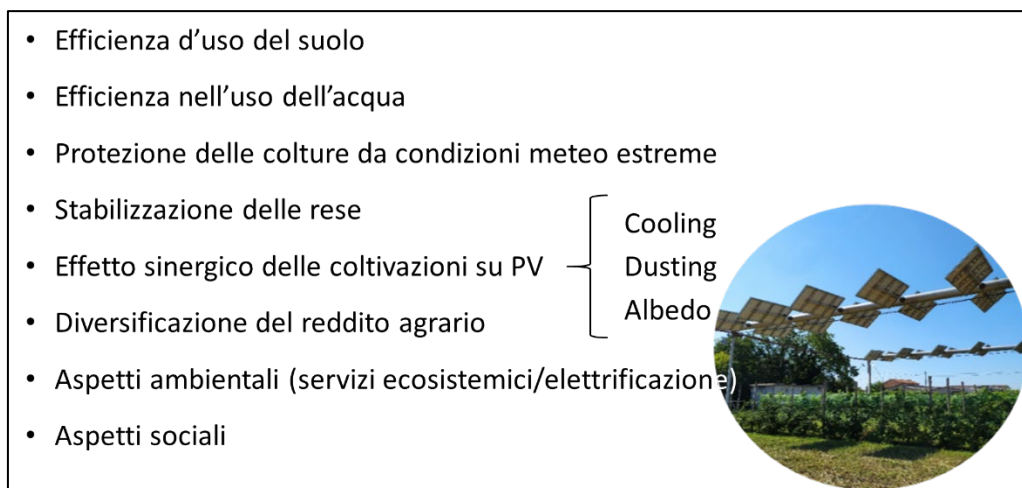 • Efficienza d’uso del suolo
• Efficienza nell’uso dell’acqua
• Protezione delle colture da condizioni meteo estreme
• Stabilizzazione delle rese
• Effetto sinergico delle coltivazioni su PV
Cooling
Dusting
Albedo
• Diversificazione del reddito agrario
• Aspetti ambientali (servizi ecosistemici/elettrificazione)
• Aspetti sociali